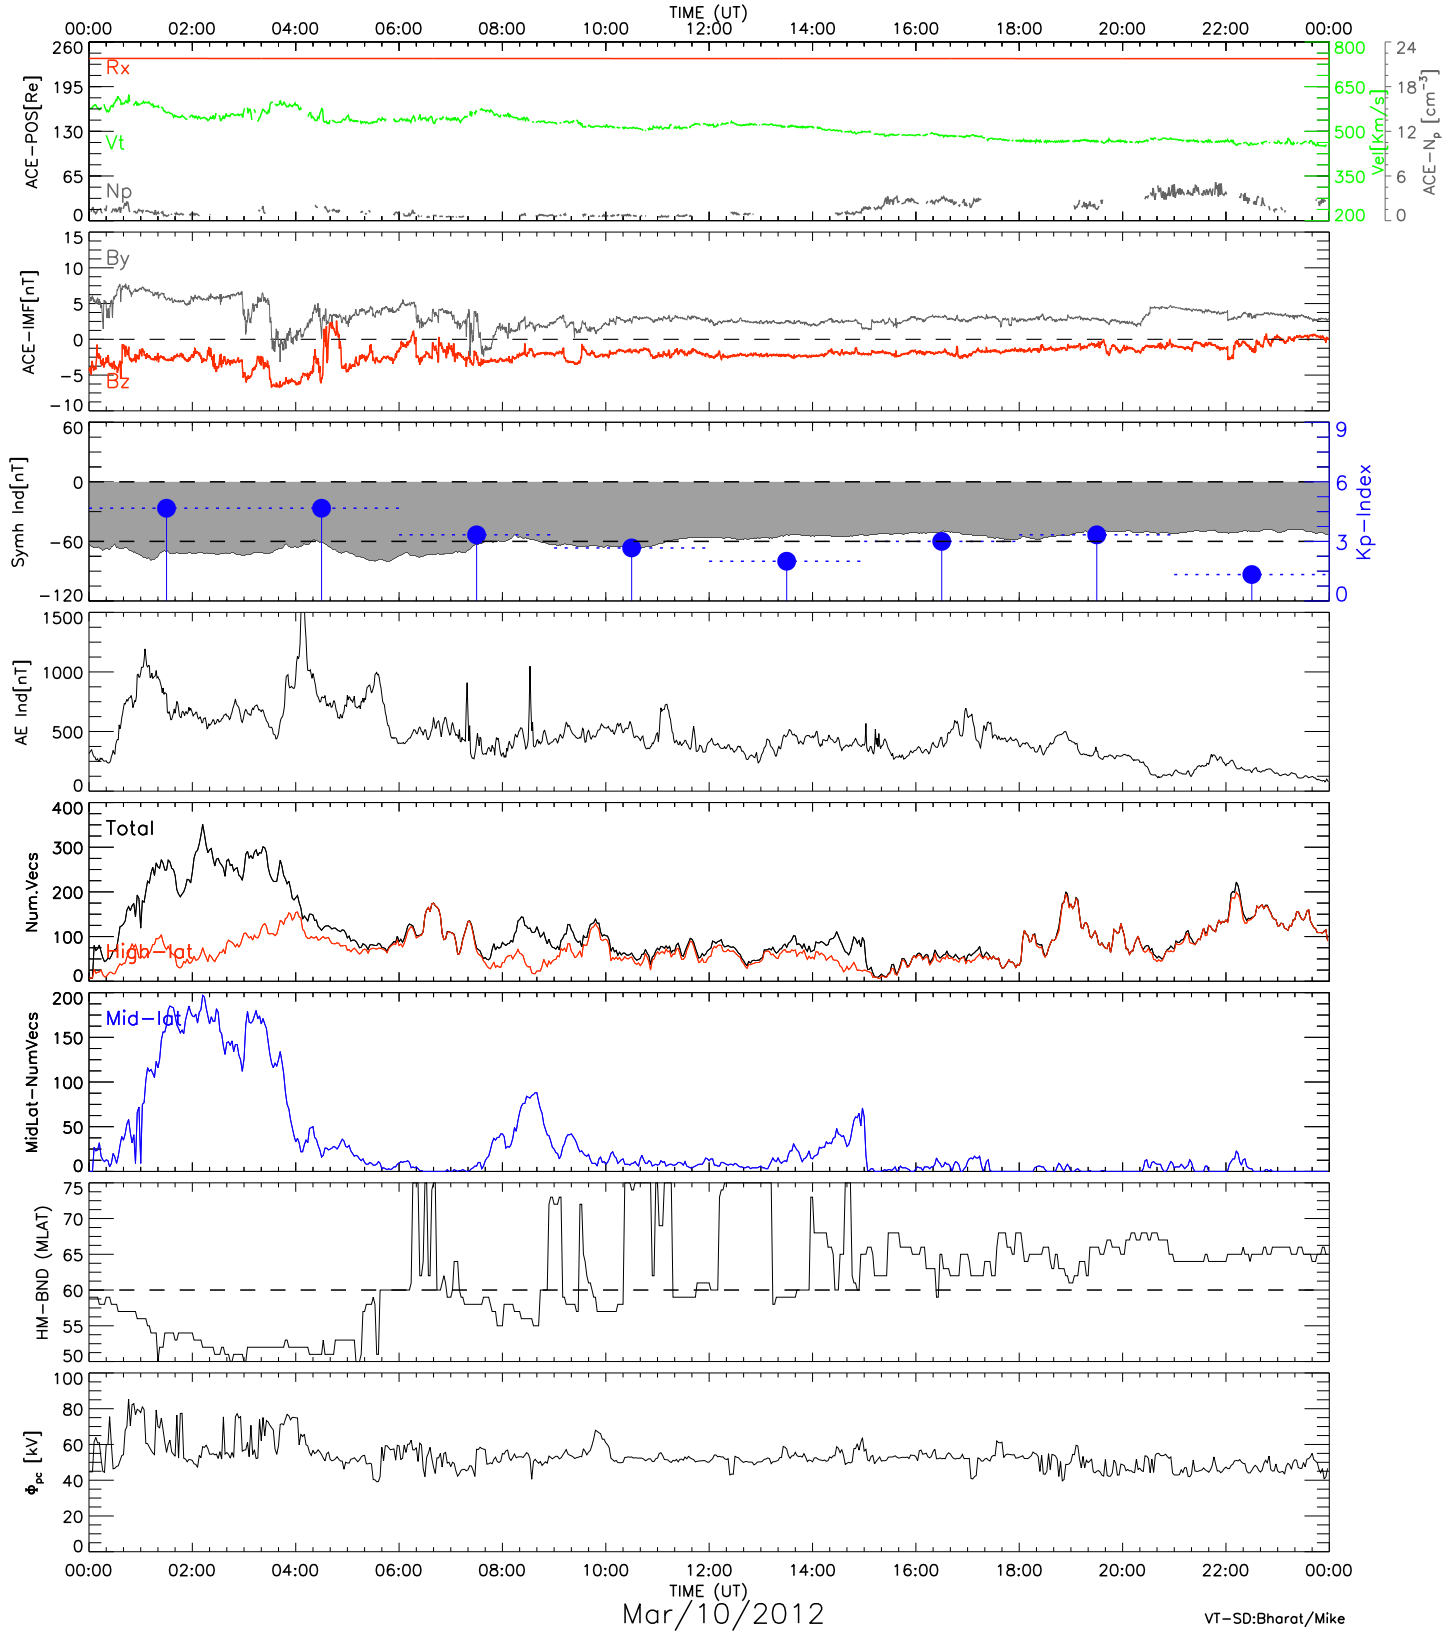 TIME (UT)
00:00 02:00 04:00 06:00 08:00 10:00 12:00 14:00 16:00 18:00 20:00 22:00 00:00
ACE-POS[Re]
260
195
130
65
0
Rx
Vt
Np
800
650
500
350
200
Vel[Km/s]
24
18
12
6
0
ACE-Np [cm-3]
ACE-IMF[nT]
15
10
5
0
-5
-10
By
Bz
Symh Ind[nT]
60
0
-60
-120
9
6
3
0
Kp-Index
AE Ind[nT]
1500
1000
500
0
Num.Vecs
400
300
200
100
0
Total
High-lat
MidLat-NumVecs
200
150
100
50
0
Mid-lat
HM-BND (MLAT)
75
70
65
60
55
50
Φpc [kV]
100
80
60
40
20
0
00:00 02:00 04:00 06:00 08:00 10:00 12:00 14:00 16:00 18:00 20:00 22:00 00:00
TIME (UT)
Mar/10/2012
VT-SD:Bharat/Mike